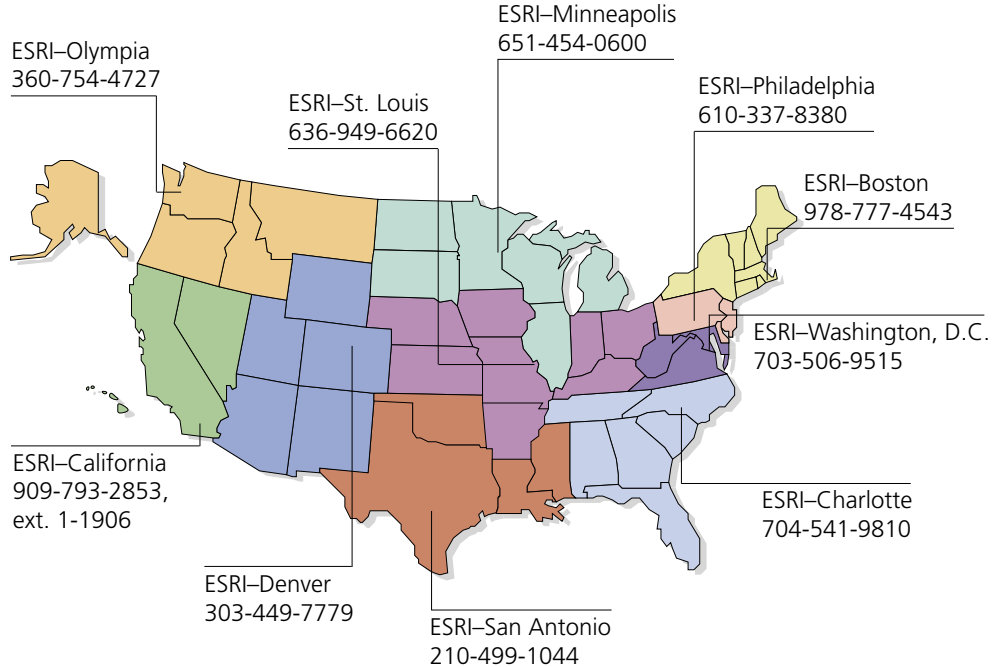 ESRI–Minneapolis
651-454-0600
ESRI–Olympia
360-754-4727
ESRI–Philadelphia
610-337-8380
ESRI–St. Louis
636-949-6620
ESRI–Boston
978-777-4543
ESRI–Washington, D.C.
703-506-9515
ESRI–California
909-793-2853,
ext. 1-1906
ESRI–Charlotte
704-541-9810
ESRI–Denver
303-449-7779
ESRI–San Antonio
210-499-1044